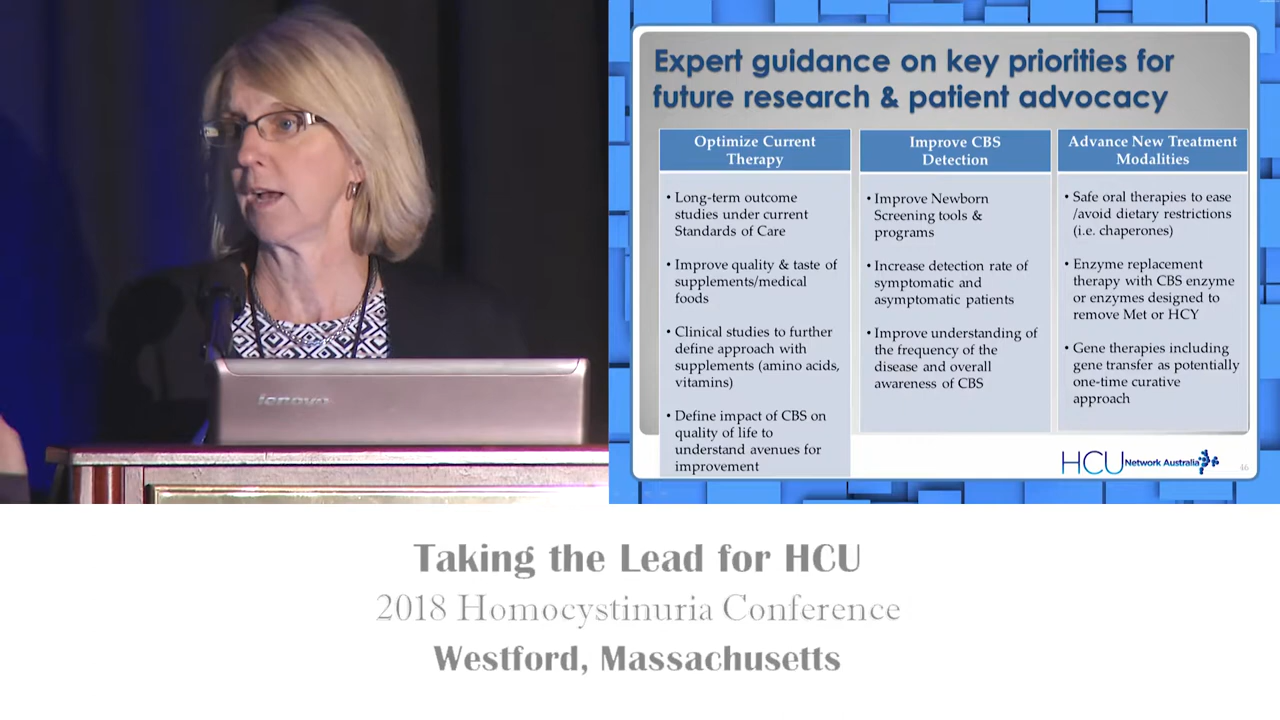 lenovo
Expert guidance on key priorities for
future research & patient advocacy
Optimize Current
Therapy
• Long-term outcome
studies under current
Standards of Care
• Improve quality & taste of
supplements/medical
foods
• Clinical studies to further
define approach with
supplements (amino acids,
vitamins)
• Define impact of CBS on
quality of life to
understand avenues for
improvement
Improve CBS
Detection
• Improve Newborn
Screening tools &
programs
• Increase detection rate of
symptomatic and
asymptomatic patients
• Improve understanding of
the frequency of the
disease and overall
awareness of CBS
Advance New Treatment
Modalities
• Safe oral therapies to ease
/avoid dietary restrictions
(i.e. chaperones)
• Enzyme replacement
therapy with CBS enzyme
or enzymes designed to
remove Met or HCY
• Gene therapies including
gene transfer as potentially
one-time curative
approach
HCU Network Australia
46
Taking the Lead for HCU
2018 Homocystinuria Conference
Westford, Massachusetts